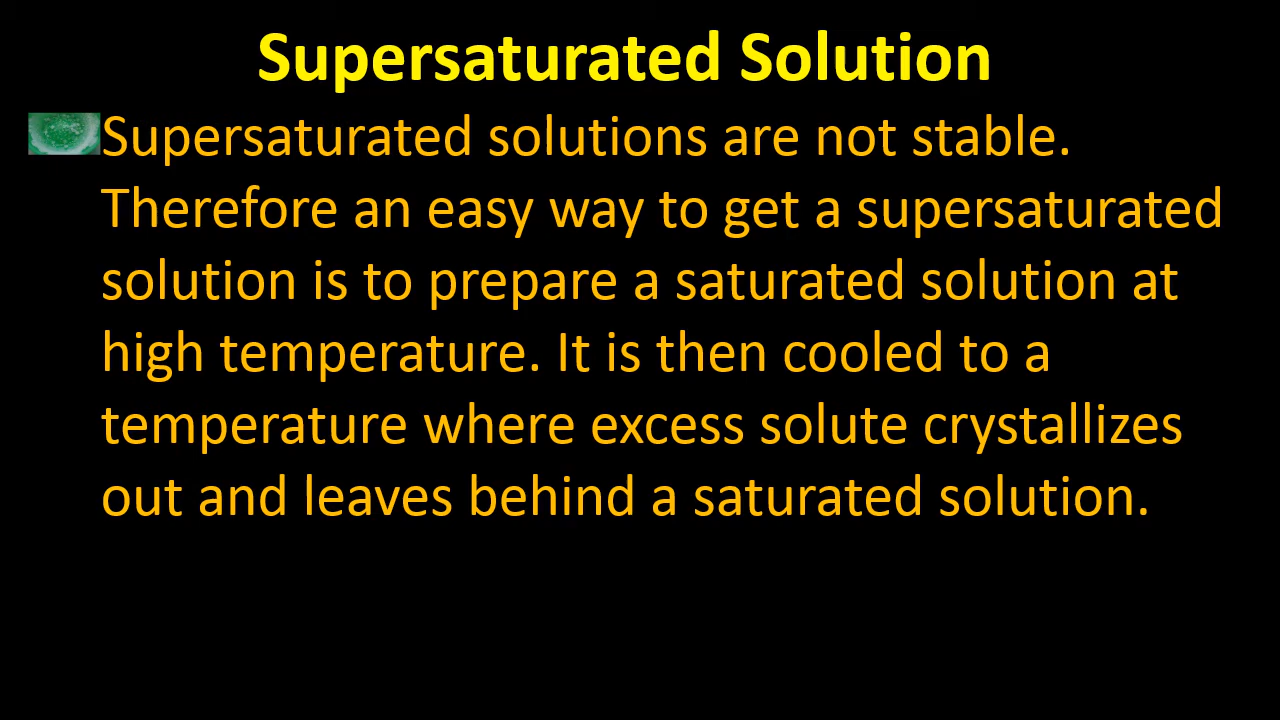 Supersaturated Solution
Supersaturated solutions are not stable.
Therefore an easy way to get a supersaturated
solution is to prepare a saturated solution at
high temperature. It is then cooled to a
temperature where excess solute crystallizes
out and leaves behind a saturated solution.